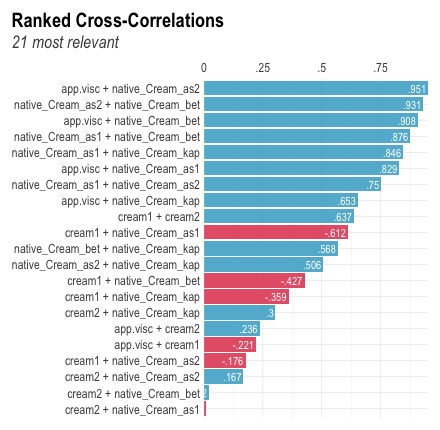 Ranked Cross-Correlations
21 most relevant
0 .25 .5 .75
app.visc + native_Cream_as2 .951
native_Cream_as2 + native_Cream_bet .931
app.visc + native_Cream_bet .908
native_Cream_as1 + native_Cream_bet .876
native_Cream_as1 + native_Cream_kap .846
app.visc + native_Cream_as1 .829
native_Cream_as1 + native_Cream_as2 .75
app.visc + native_Cream_kap .653
cream1 + cream2 .637
cream1 + native_Cream_as1 -.612
native_Cream_bet + native_Cream_kap .568
native_Cream_as2 + native_Cream_kap .506
cream1 + native_Cream_bet -.427
cream1 + native_Cream_kap -.359
cream2 + native_Cream_kap .3
app.visc + cream2 .236
app.visc + cream1 -.221
cream1 + native_Cream_as2 -.176
cream2 + native_Cream_as2 .167
cream2 + native_Cream_bet
cream2 + native_Cream_as1